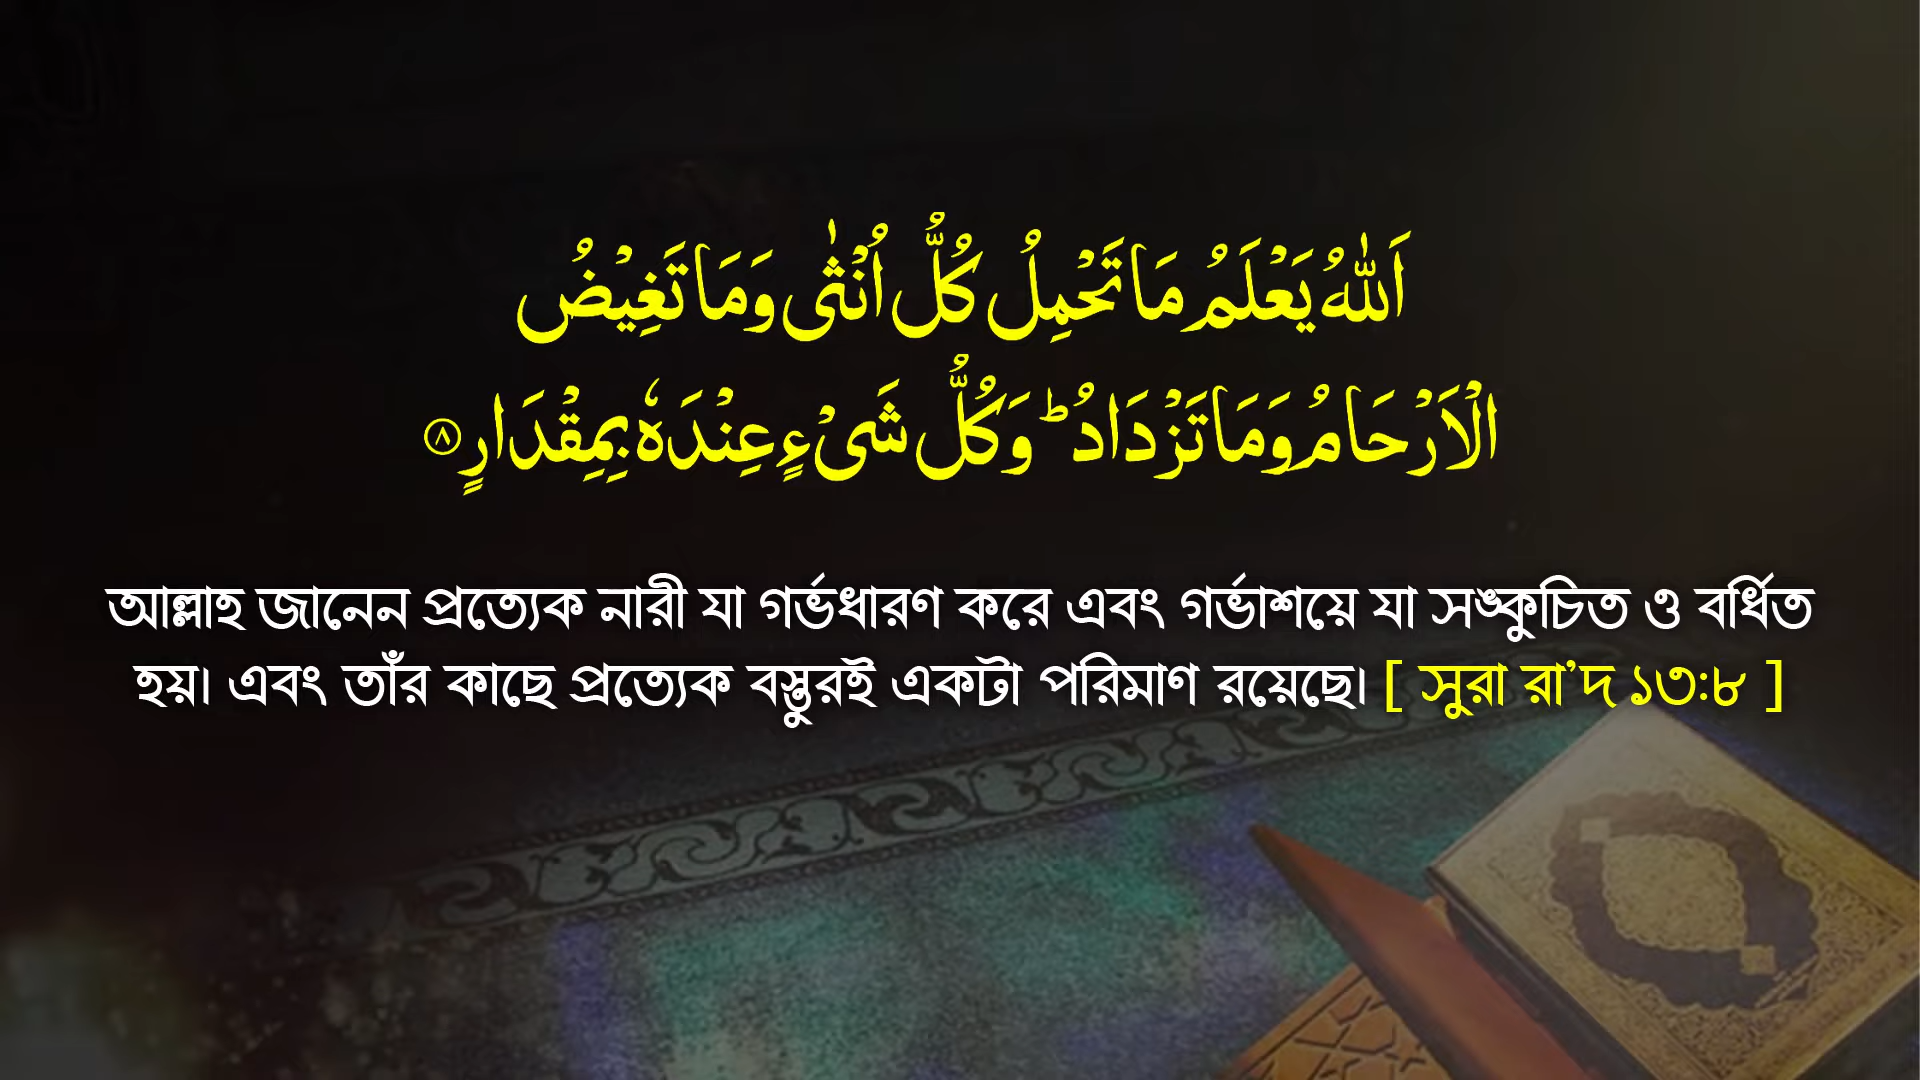 اَللّٰهُ يَعْلَمُ مَا تَحْمِلُ كُلُّ اُنْثٰى وَمَا تَغِيْضُ
الْاَرْحَامُ وَمَا تَزْدَادُ ؕ وَكُلُّ شَىْءٍ عِنْدَهٗ بِمِقْدَارٍ ﴿۸﴾
আল্লাহ জানেন প্রত্যেক নারী যা গর্ভধারণ করে এবং গর্ভাশয়ে যা সঙ্কুচিত ও বর্ধিত
হয়। এবং তাঁর কাছে প্রত্যেক বস্তুরই একটা পরিমাণ রয়েছে। [ সুরা রা’দ ১৩:৮ ]